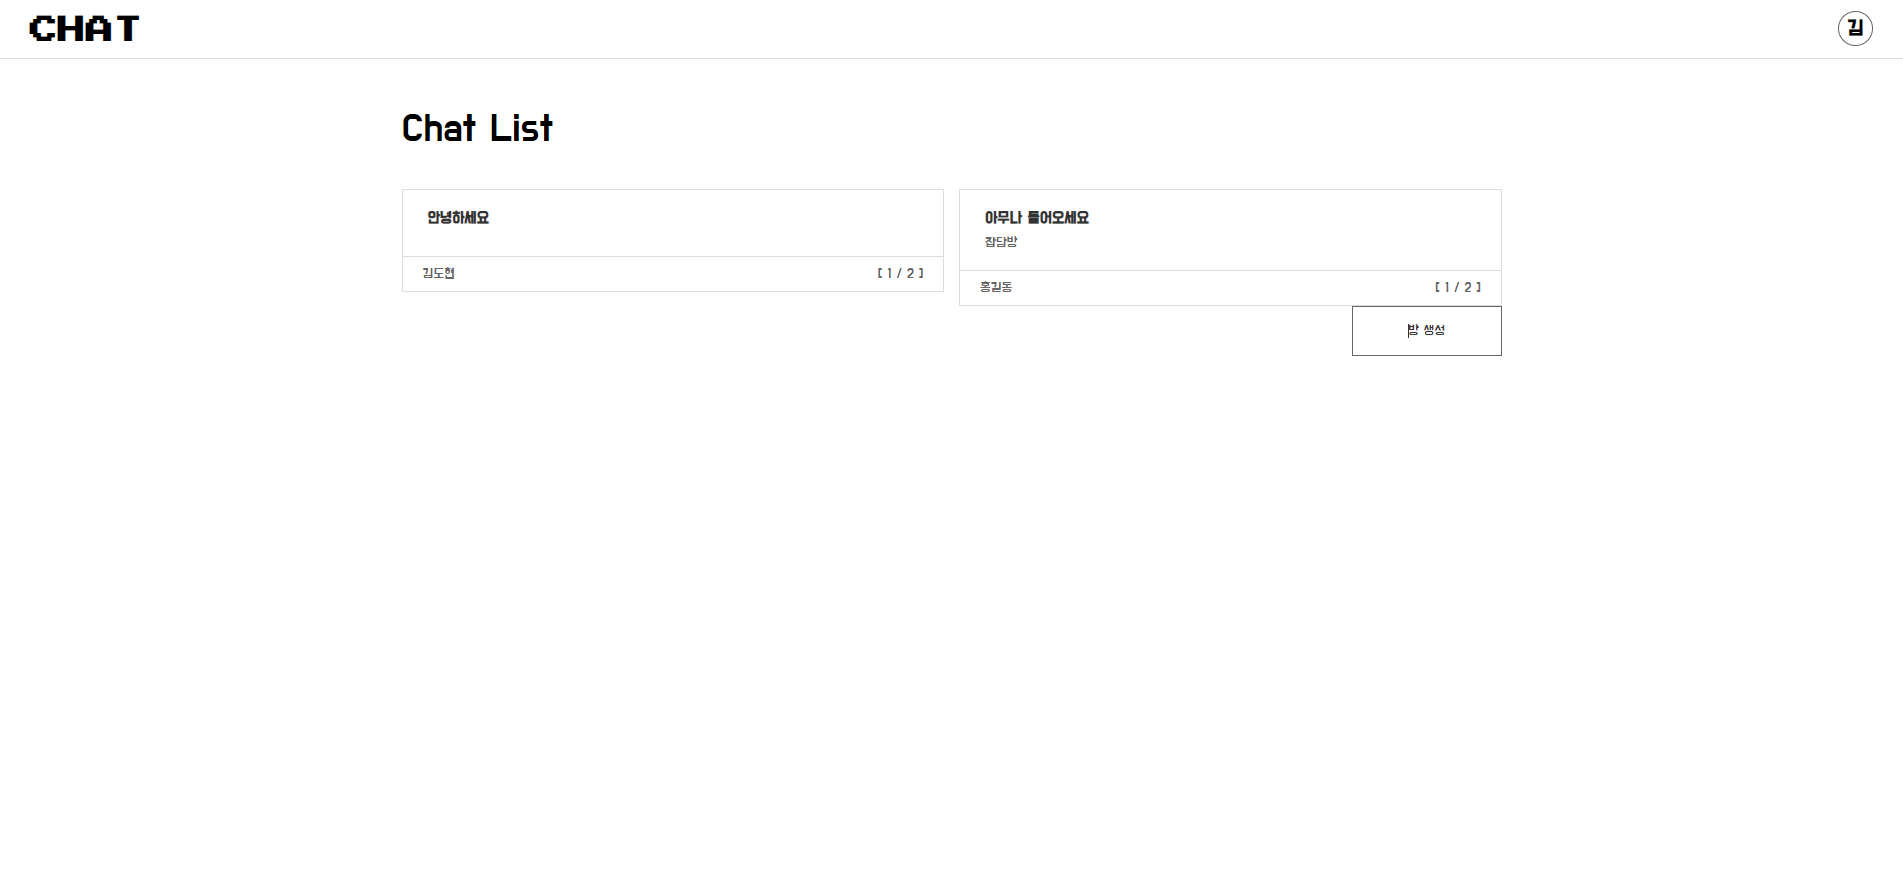 CHAT
김
Chat List
안녕하세요
김도협
[ 1 / 2 ]
아무나 들어오세요
잡담방
홍길동
[ 1 / 2 ]
방 생성